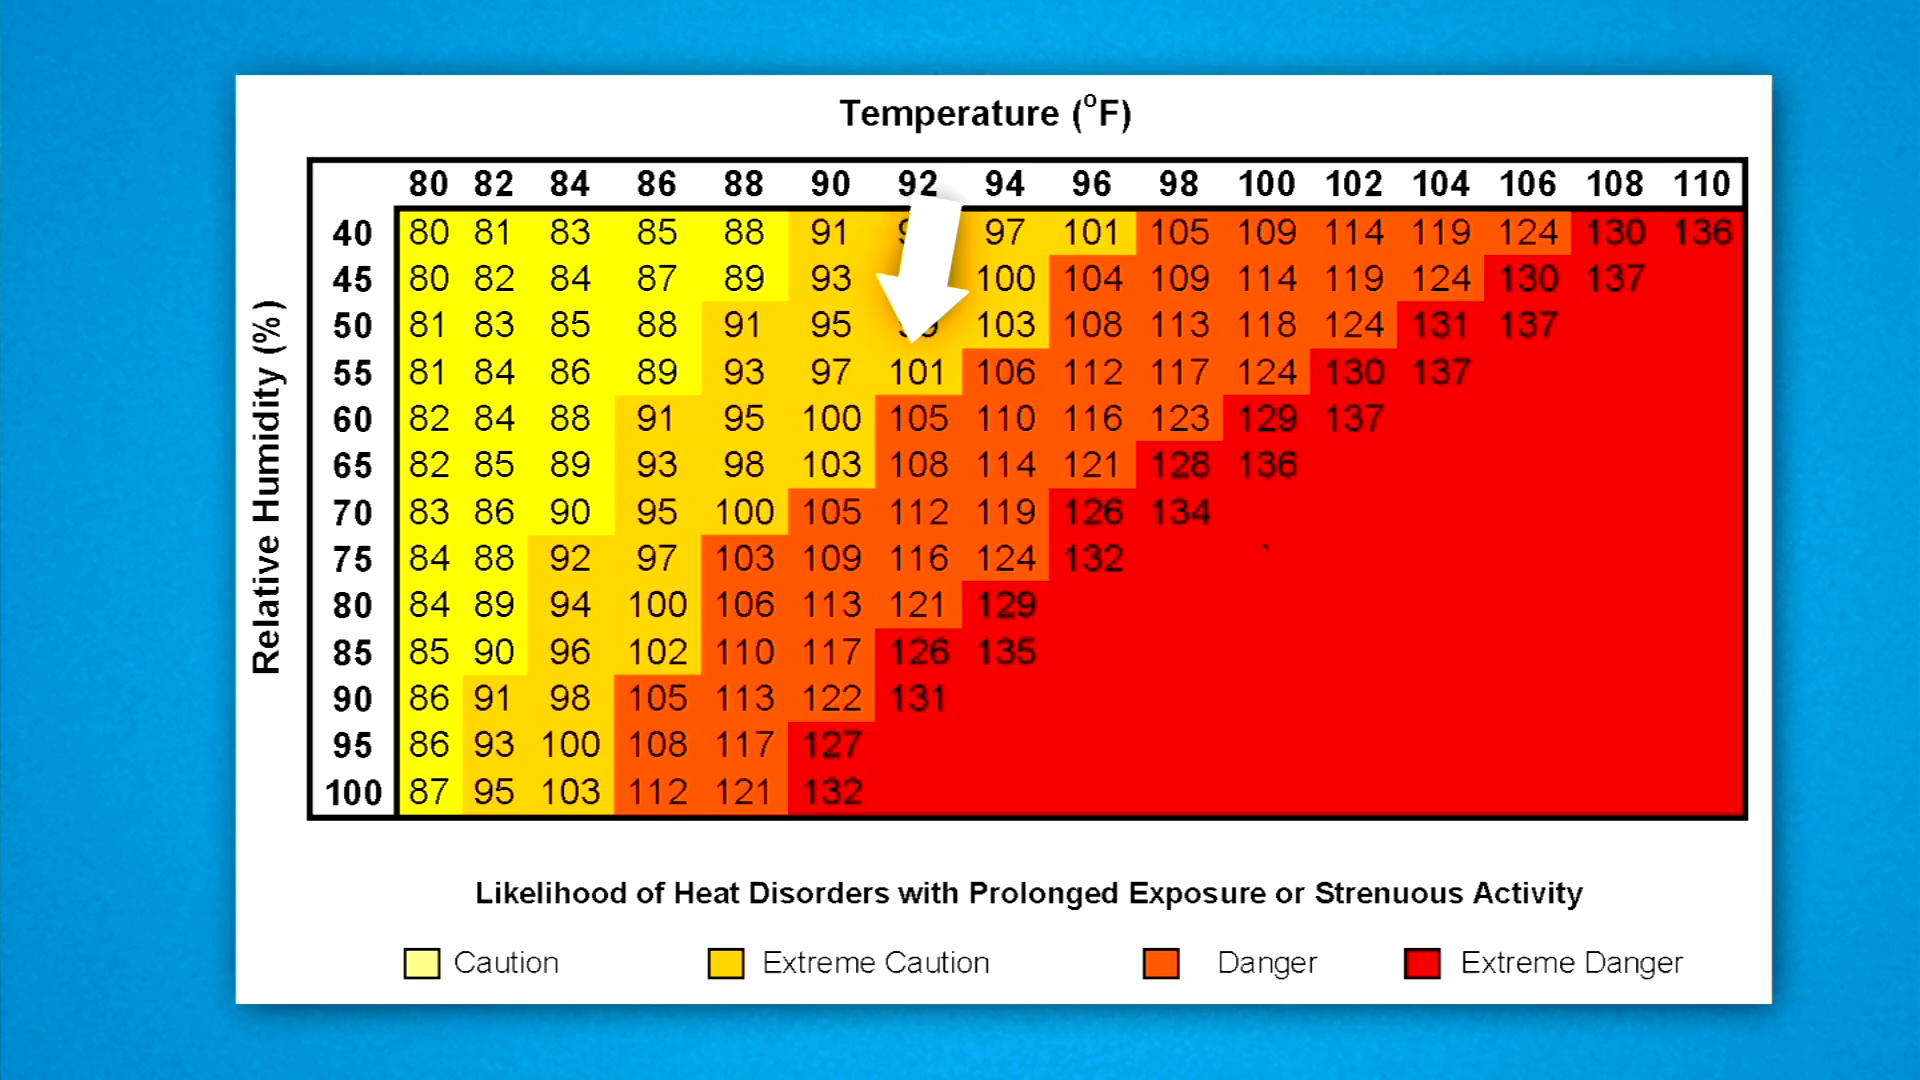 Temperature (°F)
80 82 84 86 88 90 92 94 96 98 100 102 104 106 108 110
Relative Humidity (%)
40 80 81 83 85 88 91 97 101 105 109 114 119 124 130 136
45 80 82 84 87 89 93 100 104 109 114 119 124 130 137
50 81 83 85 88 91 95 103 108 113 118 124 131 137
55 81 84 86 89 93 97 101 106 112 117 124 130 137
60 82 84 88 91 95 100 105 110 116 123 129 137
65 82 85 89 93 98 103 108 114 121 128 136
70 83 86 90 95 100 105 112 119 126 134
75 84 88 92 97 103 109 116 124 132
80 84 89 94 100 106 113 121 129
85 85 90 96 102 110 117 126 135
90 86 91 98 105 113 122 131
95 86 93 100 108 117 127
100 87 95 103 112 121 132
Likelihood of Heat Disorders with Prolonged Exposure or Strenuous Activity
Caution Extreme Caution Danger Extreme Danger